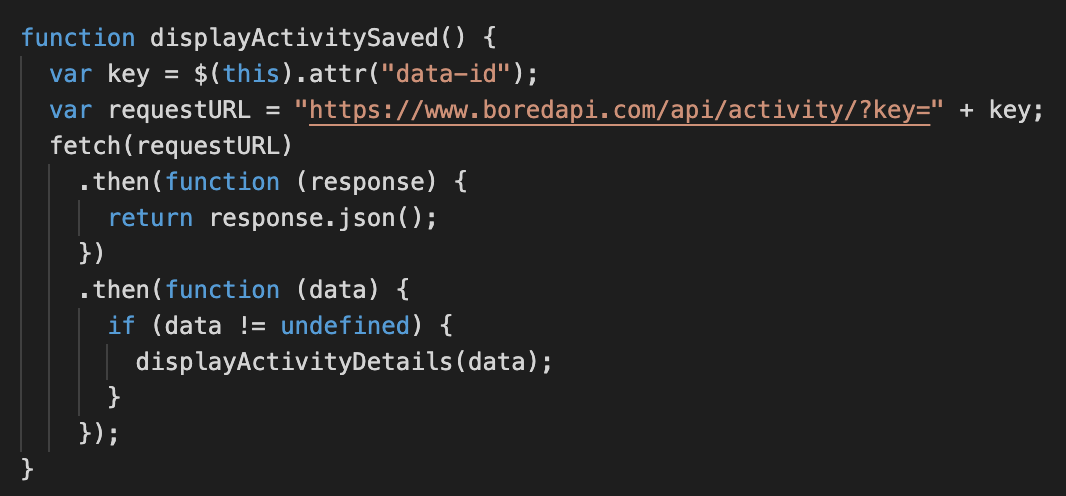 function displayActivitySaved() {
  var key = $(this).attr("data-id");
  var requestURL = "https://www.boredapi.com/api/activity/?key=" + key;
  fetch(requestURL)
    .then(function (response) {
      return response.json();
    })
    .then(function (data) {
      if (data != undefined) {
        displayActivityDetails(data);
      }
    });
}